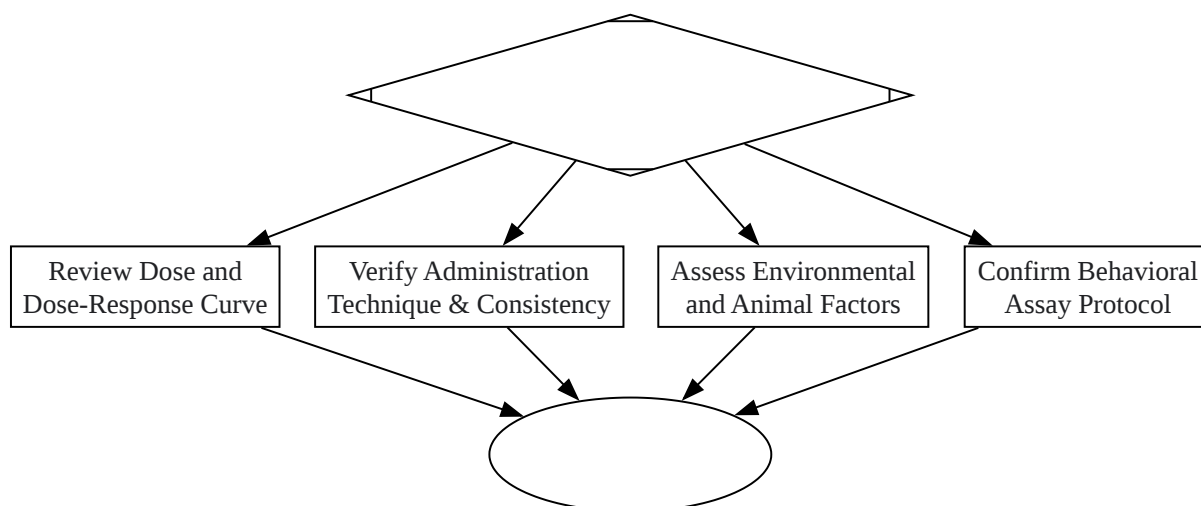 Review Dose and
Dose-Response Curve
Verify Administration
Technique & Consistency
Assess Environmental
and Animal Factors
Confirm Behavioral
Assay Protocol